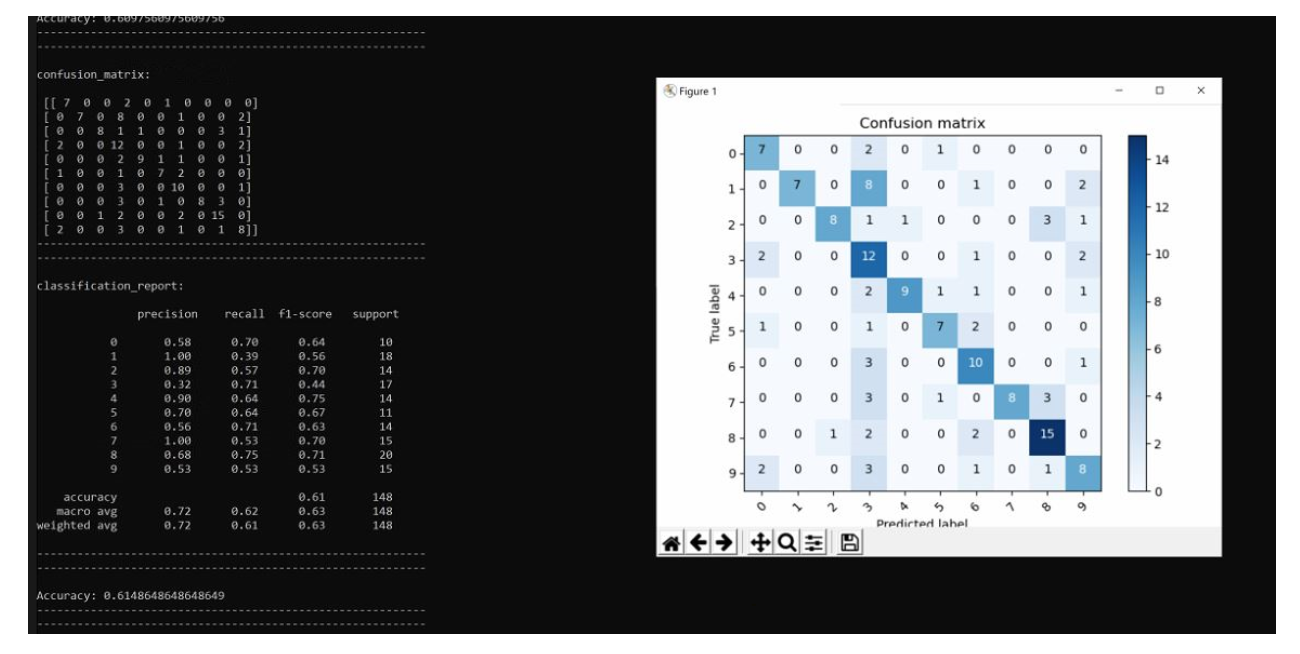 Accuracy: 0.6097560975609756
--------------------------------------------------------------
--------------------------------------------------------------
confusion_matrix:
[[ 7 0 0 2 0 1 0 0 0 0]
[ 0 7 0 8 0 0 1 0 0 2]
[ 0 0 8 1 1 0 0 0 3 1]
[ 2 0 0 12 0 0 1 0 0 2]
[ 0 0 0 2 9 1 1 0 0 1]
[ 1 0 0 1 0 7 2 0 0 0]
[ 0 0 0 3 0 0 10 0 0 1]
[ 0 0 0 3 0 1 0 8 3 0]
[ 0 0 1 2 0 0 2 0 15 0]
[ 2 0 0 3 0 0 1 0 1 8]]
--------------------------------------------------------------
--------------------------------------------------------------
classification_report:
precision recall f1-score support
0 0.58 0.70 0.64 10
1 1.00 0.39 0.56 18
2 0.89 0.57 0.70 14
3 0.32 0.71 0.44 17
4 0.90 0.64 0.75 14
5 0.70 0.64 0.67 11
6 0.56 0.71 0.63 14
7 1.00 0.53 0.70 15
8 0.68 0.75 0.71 20
9 0.53 0.53 0.53 15
accuracy 0.61 148
macro avg 0.72 0.62 0.63 148
weighted avg 0.72 0.61 0.63 148
--------------------------------------------------------------
--------------------------------------------------------------
Accuracy: 0.6148648648648649
--------------------------------------------------------------
--------------------------------------------------------------
Figure 1
Confusion matrix
True label
0 7 0 0 2 0 1 0 0 0 0
1 0 7 0 8 0 0 1 0 0 2
2 0 0 8 1 1 0 0 0 3 1
3 2 0 0 12 0 0 1 0 0 2
4 0 0 0 2 9 1 1 0 0 1
5 1 0 0 1 0 7 2 0 0 0
6 0 0 0 3 0 0 10 0 0 1
7 0 0 0 3 0 1 0 8 3 0
8 0 0 1 2 0 0 2 0 15 0
9 2 0 0 3 0 0 1 0 1 8
0 1 2 3 4 5 6 7 8 9
Predicted label
14
12
10
8
6
4
2
0